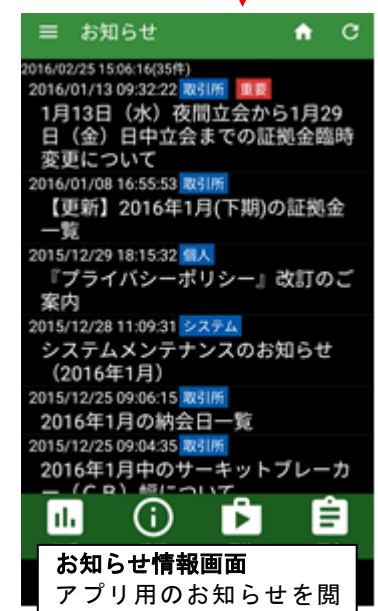 お知らせ
2016/02/25 15:06:16(35件)
2016/01/13 09:32:22 取引所 重要
1月13日（水）夜間立会から1月29
日（金）日中立会までの証拠金臨時
変更について
2016/01/08 16:55:53 取引所
【更新】2016年1月(下期)の証拠金
一覧
2015/12/29 18:15:32 個人
『プライバシーポリシー』改訂のご
案内
2015/12/28 11:09:31 システム
システムメンテナンスのお知らせ
（2016年1月）
2015/12/25 09:06:15 取引所
2016年1月の納会日一覧
2015/12/25 09:04:35 取引所
2016年1月中のサーキットブレーカ
ー（ＣＢ）幅について
お知らせ情報画面
アプリ用のお知らせを閲